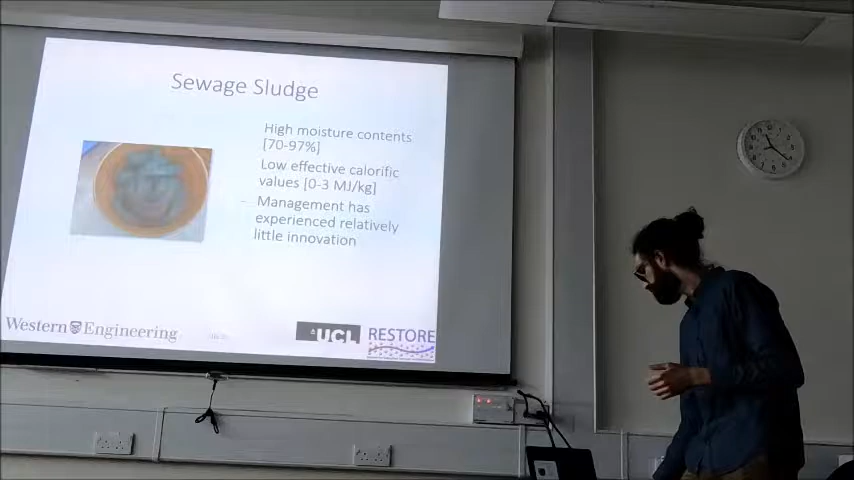 Sewage Sludge
High moisture contents
[70-97%]
Low effective calorific
values [0-3 MJ/kg]
Management has
experienced relatively
little innovation
Western Engineering
UCL
RESTORE